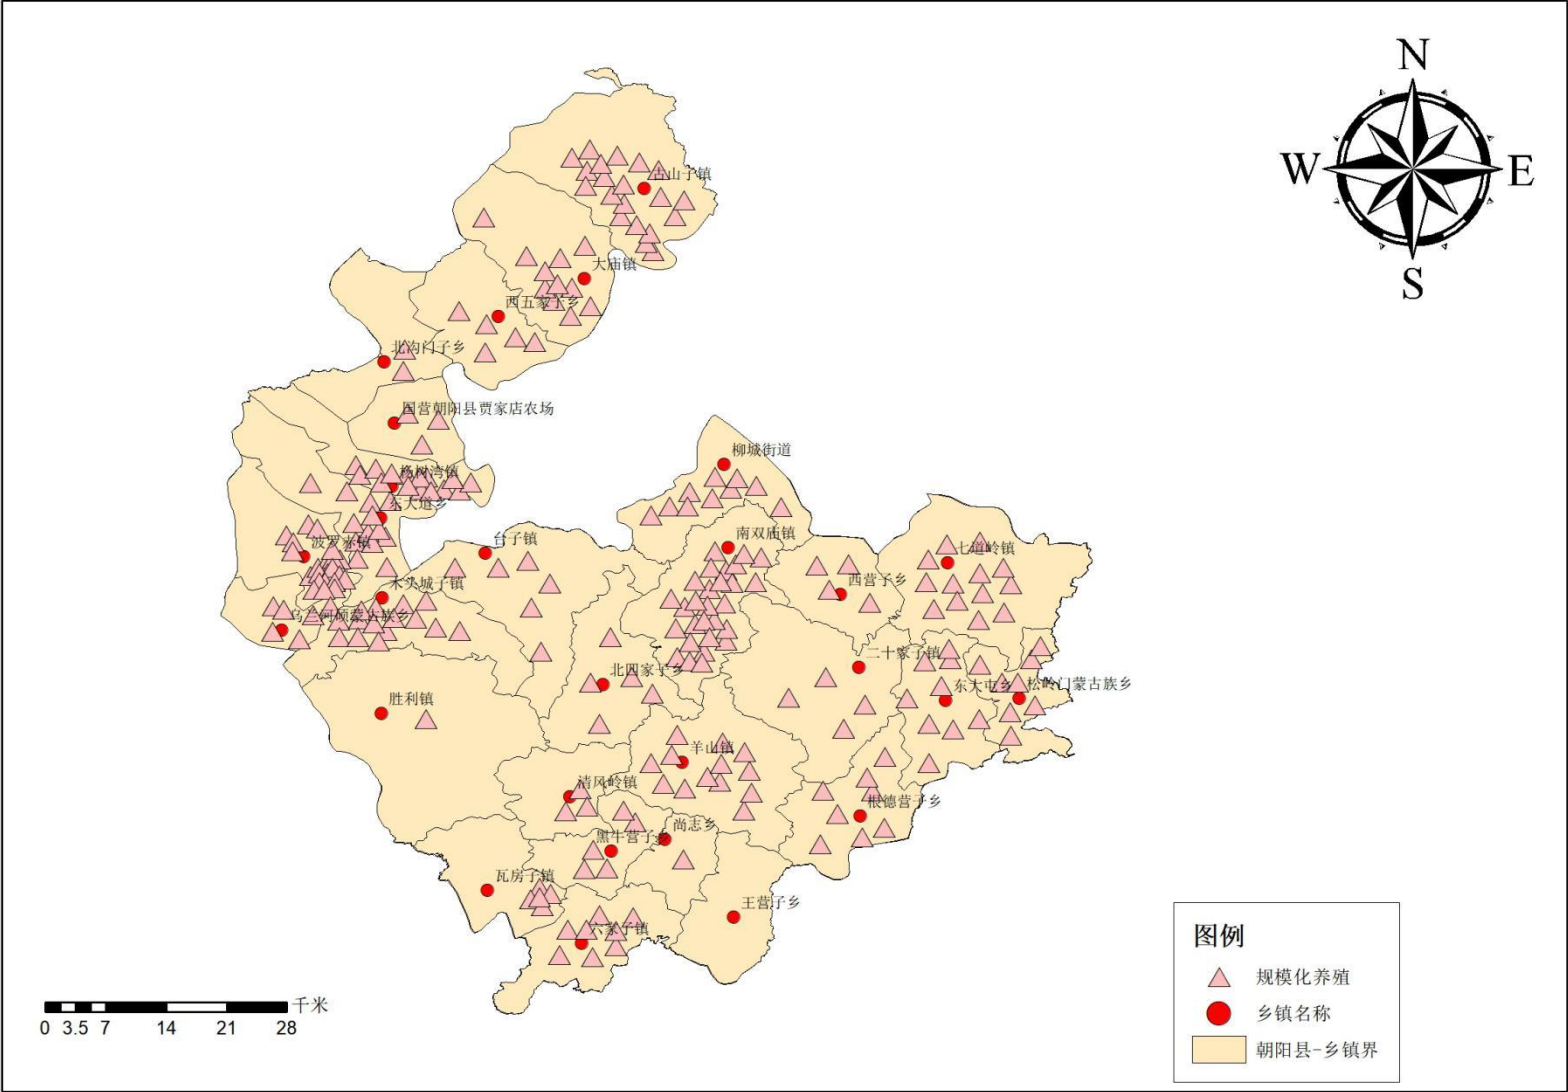 N
W
E
S
古山子镇
大庙镇
西五家子乡
北沟门子乡
国营朝阳县贾家店农场
柳城街道
杨树湾镇
东大道乡
台子镇
南双庙镇
波罗赤镇
七道岭镇
西营子乡
木头城子镇
乌兰河硕蒙古族乡
二十家子镇
北四家子乡
东大屯乡
松岭门蒙古族乡
胜利镇
羊山镇
清风岭镇
根德营子乡
尚志乡
黑牛营子乡
瓦房子镇
王营子乡
六家子镇
图例
规模化养殖
乡镇名称
朝阳县-乡镇界
千米
0 3.5 7 14 21 28